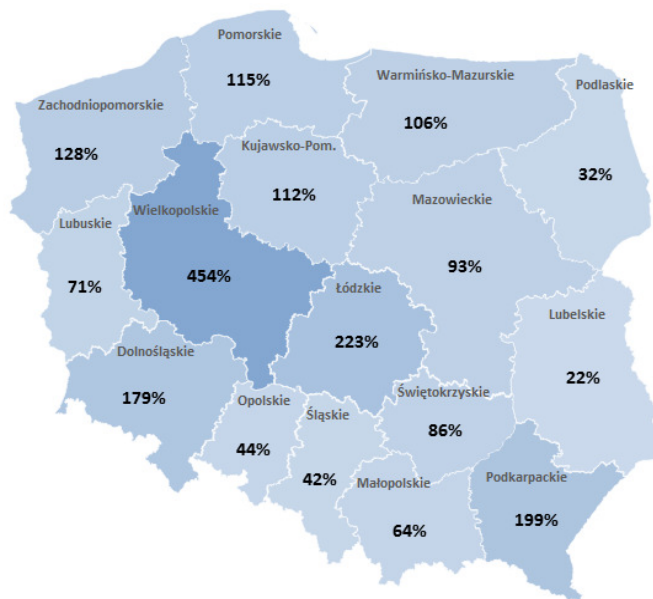 Pomorskie
115%
Warmińsko-Mazurskie
106%
Podlaskie
32%
Zachodniopomorskie
128%
Kujawsko-Pom.
112%
Mazowieckie
93%
Wielkopolskie
454%
Lubuskie
71%
Łódzkie
223%
Lubelskie
22%
Dolnośląskie
179%
Opolskie
44%
Śląskie
42%
Świętokrzyskie
86%
Małopolskie
64%
Podkarpackie
199%